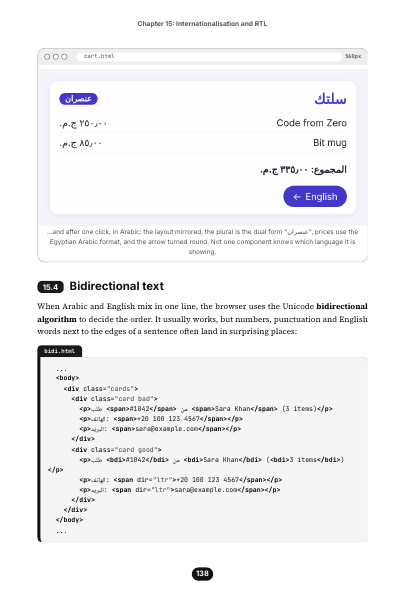 Chapter 15: Internationalisation and RTL
cart.html
560px
سلتك
عنصران
Code from Zero
٢٥٠٫٠٠ ج.م.
Bit mug
٨٥٫٠٠ ج.م.
المجموع: ٣٣٥٫٠٠ ج.م.
← English
…and after one click, in Arabic: the layout mirrored, the plural is the dual form “عنصران”, prices use the
Egyptian Arabic format, and the arrow turned round. Not one component knows which language it is
showing.
15.4 Bidirectional text
When Arabic and English mix in one line, the browser uses the Unicode bidirectional
algorithm to decide the order. It usually works, but numbers, punctuation and English
words next to the edges of a sentence often land in surprising places:
bidi.html
...
<body>
<div class="cards">
<div class="card bad">
<p>طلب <span>#1042</span> من <span>Sara Khan</span> (3 items)</p>
<p>الهاتف: <span>+20 100 123 4567</span></p>
<p>البريد: <span>sara@example.com</span></p>
</div>
<div class="card good">
<p>طلب <bdi>#1042</bdi> من <bdi>Sara Khan</bdi> (<bdi>3 items</bdi>)
</p>
<p>الهاتف: <span dir="ltr">+20 100 123 4567</span></p>
<p>البريد: <span dir="ltr">sara@example.com</span></p>
</div>
</div>
</body>
...
138